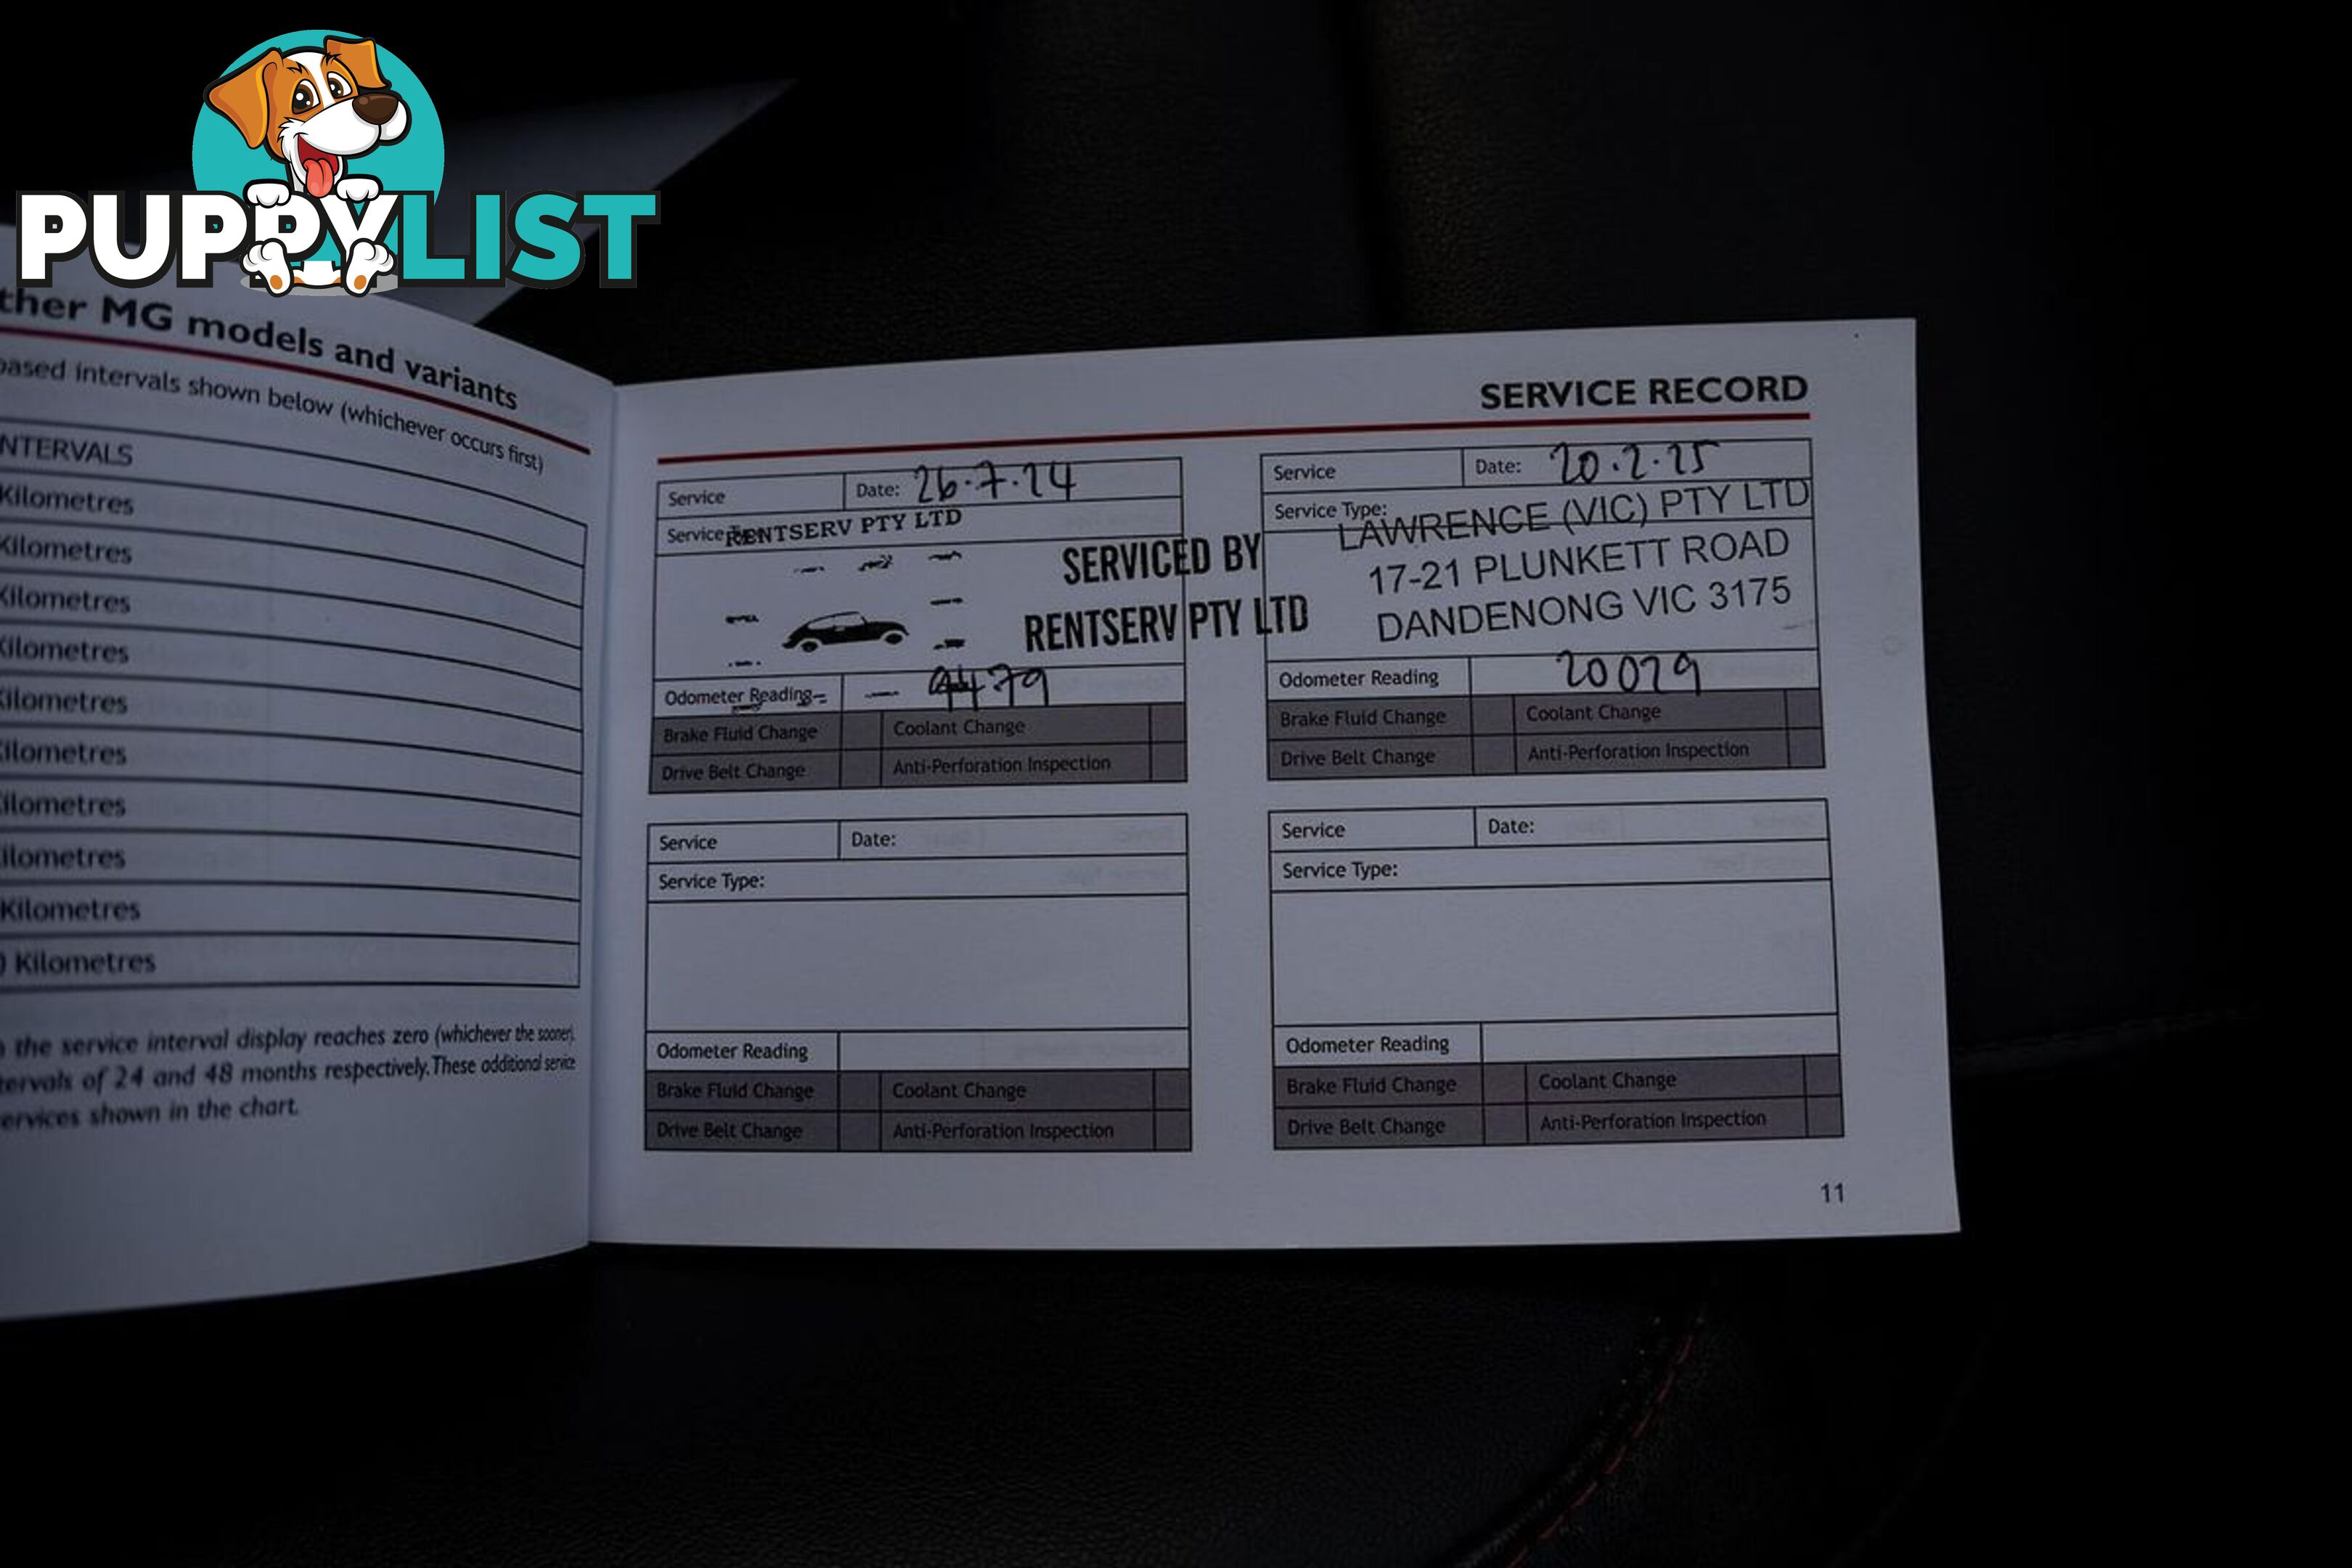 PUPPYLIST
ther MG models and variants
based intervals shown below (whichever occurs first)
INTERVALS
Kilometres
Kilometres
Kilometres
Kilometres
Kilometres
Kilometres
Kilometres
Kilometres
Kilometres
) Kilometres
the service interval display reaches zero (whichever the sooner).
tervals of 24 and 48 months respectively. These additional service
ervices shown in the chart.
SERVICE RECORD
Service Date: 26.7.24
Service
RENTSERV PTY LTD
SERVICED BY
RENTSERV PTY LTD
Odometer Reading 9479
Brake Fluid Change Coolant Change
Drive Belt Change Anti-Perforation Inspection
Service Date: 20.2.25
Service Type:
LAWRENCE (VIC) PTY LTD
17-21 PLUNKETT ROAD
DANDENONG VIC 3175
Odometer Reading 20029
Brake Fluid Change Coolant Change
Drive Belt Change Anti-Perforation Inspection
Service Date:
Service Type:
Odometer Reading
Brake Fluid Change Coolant Change
Drive Belt Change Anti-Perforation Inspection
Service Date:
Service Type:
Odometer Reading
Brake Fluid Change Coolant Change
Drive Belt Change Anti-Perforation Inspection
11